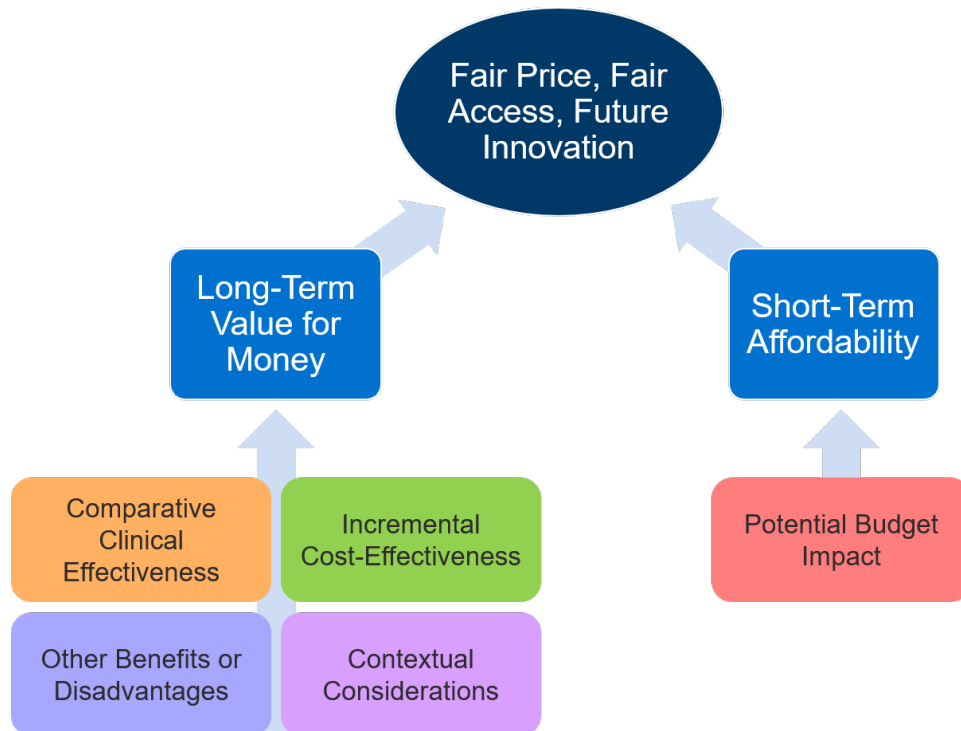 Fair Price, Fair
Access, Future
Innovation
Long-Term
Value for
Money
Short-Term
Affordability
Comparative
Clinical
Effectiveness
Incremental
Cost-Effectiveness
Potential Budget
Impact
Other Benefits or
Disadvantages
Contextual
Considerations